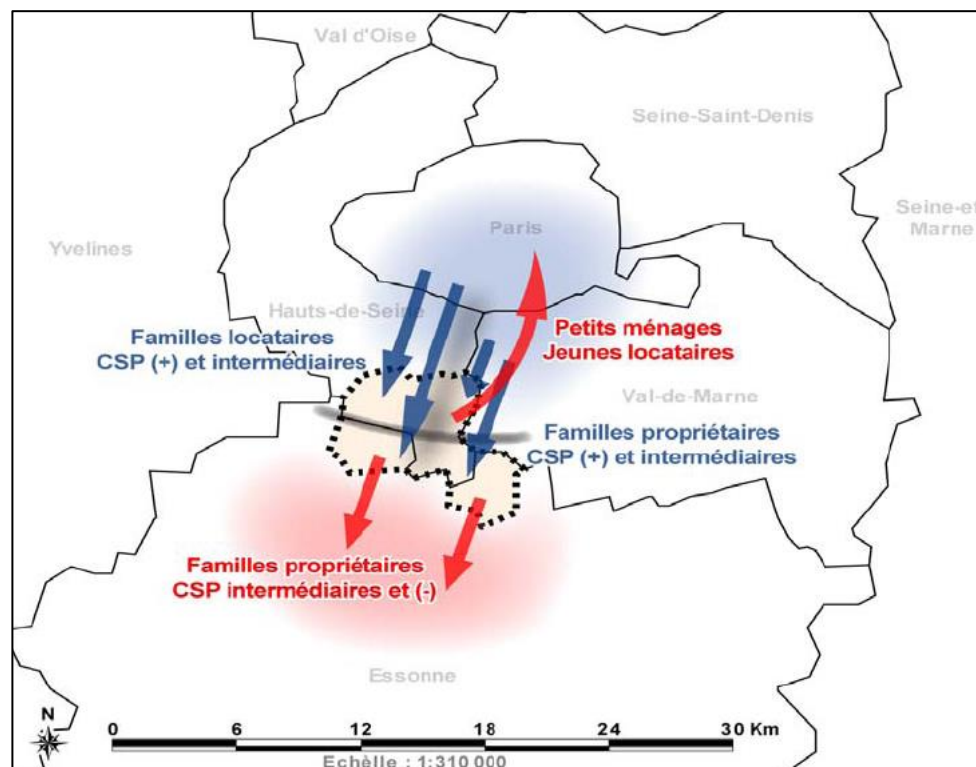 Val d'Oise
Seine-Saint-Denis
Seine-et
Marne
Paris
Yvelines
Hauts-de-Seine
Familles locataires
CSP (+) et intermédiaires
Petits ménages
Jeunes locataires
Val-de-Marne
Familles propriétaires
CSP (+) et intermédiaires
Familles propriétaires
CSP intermédiaires et (-)
Essonne
N
0 6 12 18 24 30 Km
Echèlle : 1:310 000